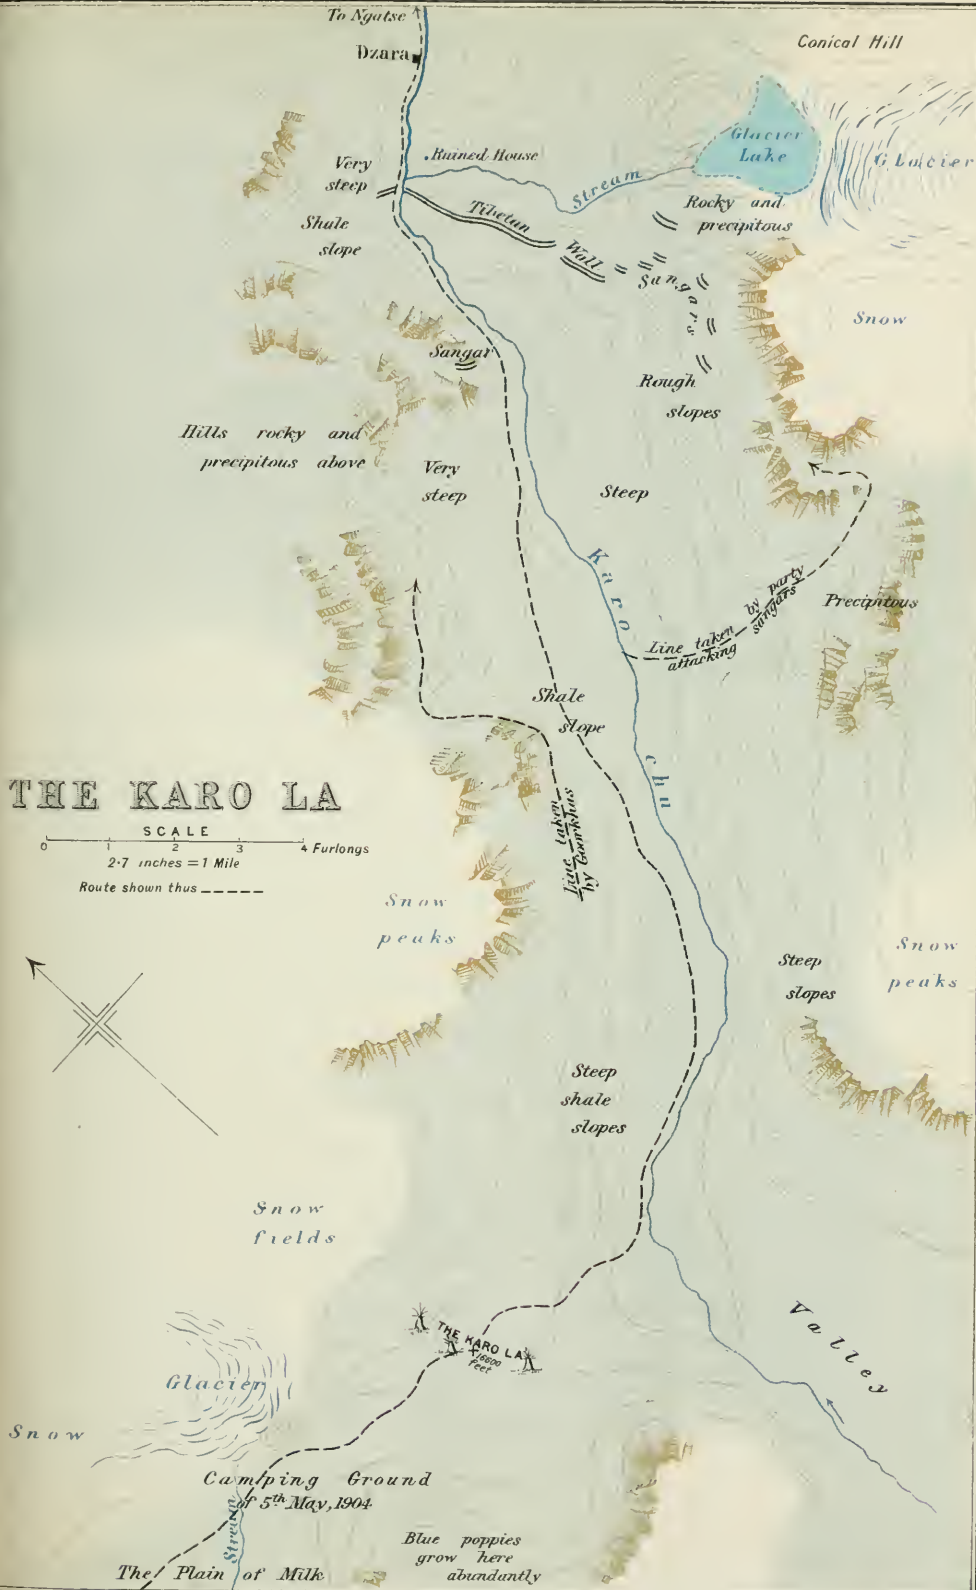 To Ngatse
Conical Hill
Dzara
Glacier
Lake
Glacier
Ruined House
Very
steep
Stream
Rocky and
precipitous
Tibetan
Wall
Shale
slope
Sangars
Snow
Sangar
Rough
slopes
Hills rocky and
precipitous above
Very
steep
Steep
Karo chu
Line taken by party
attacking sangars
Precipitous
Shale
slope
THE KARO LA
SCALE
0 1 2 3 4 Furlongs
2·7 inches = 1 Mile
Route shown thus
Line taken
by Goorkhas
Snow
peaks
Steep
slopes
Snow
peaks
Steep
shale
slopes
Snow
fields
Valley
THE KARO LA
16600
feet
Glacier
Snow
Camping Ground
of 5th May, 1904
Stream
Blue poppies
grow here
abundantly
The Plain of Milk